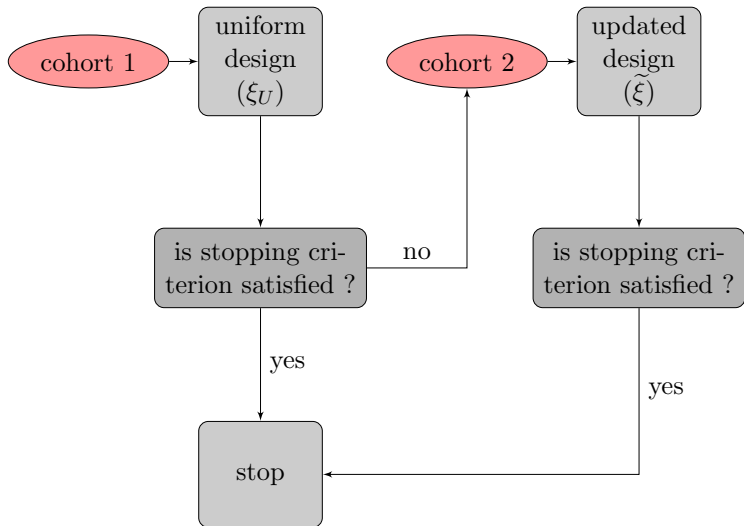 cohort 1
uniform
design
(ξ_U)
cohort 2
updated
design
(ξ̃)
is stopping cri-
terion satisfied ?
no
is stopping cri-
terion satisfied ?
yes
yes
stop